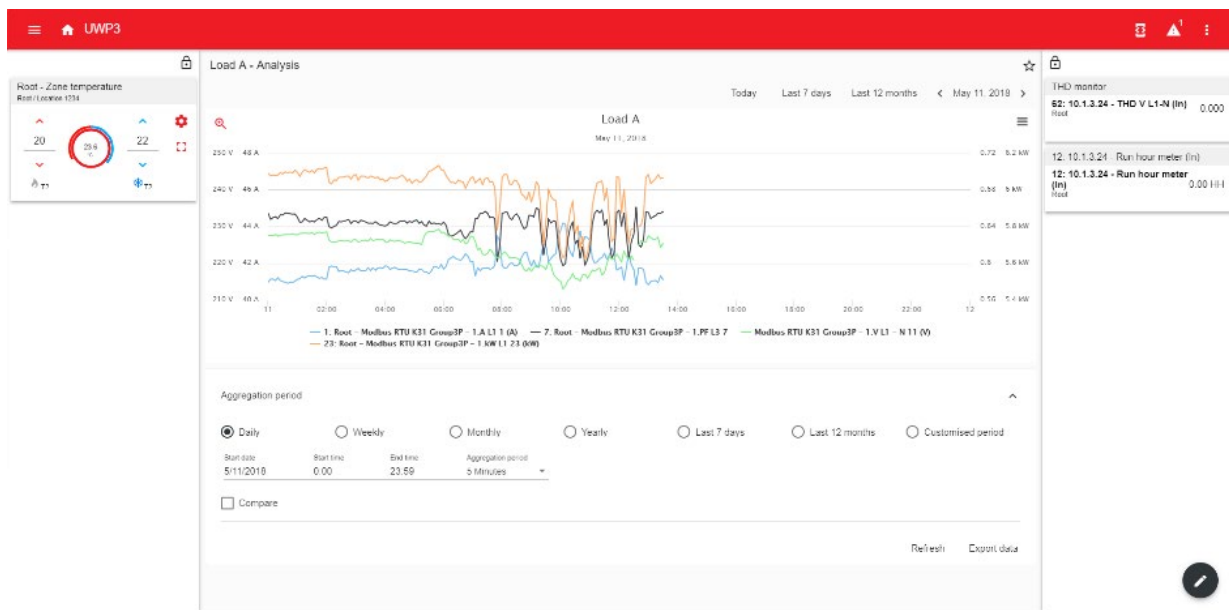 UWP3
1
Root - Zone temperature
Root / Location 1234
20
23.6
°C
22
T1
T2
Load A - Analysis
Today Last 7 days Last 12 months May 11, 2018
Load A
May 11, 2018
250 V 48 A 0.72 6.2 kW
240 V 46 A 0.68 6 kW
230 V 44 A 0.64 5.8 kW
220 V 42 A 0.6 5.6 kW
210 V 40 A 0.56 5.4 kW
11 02:00 04:00 06:00 08:00 10:00 12:00 14:00 16:00 18:00 20:00 22:00 12
1: Root - Modbus RTU K31 Group3P - 1.A L1 1 (A) 7: Root - Modbus RTU K31 Group3P - 1.PF L3 7 Modbus RTU K31 Group3P - 1.V L1 - N 11 (V)
23: Root - Modbus RTU K31 Group3P - 1.kW L1 23 (kW)
Aggregation period
Daily Weekly Monthly Yearly Last 7 days Last 12 months Customised period
Start date Start time End time Aggregation period
5/11/2018 0:00 23:59 5 Minutes
Compare
Refresh Export data
THD monitor
62: 10.1.3.24 - THD V L1-N (In) 0.000
Root
12: 10.1.3.24 - Run hour meter (In)
12: 10.1.3.24 - Run hour meter
(In) 0.00 HH
Root